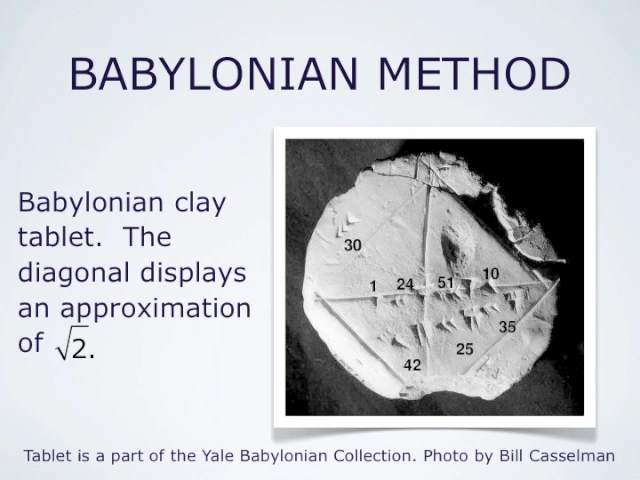 BABYLONIAN METHOD
Babylonian clay
tablet. The
diagonal displays
an approximation
of √2.
30
1 24 51 10
42 25 35
Tablet is a part of the Yale Babylonian Collection. Photo by Bill Casselman